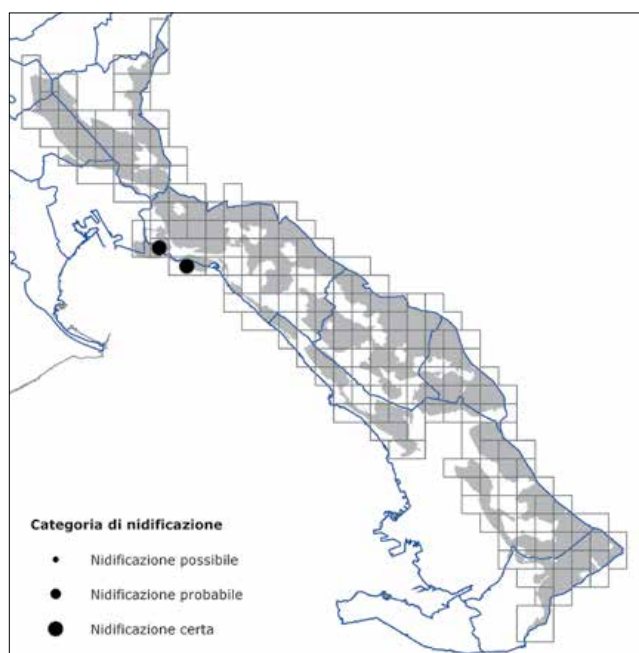 Categoria di nidificazione
Nidificazione possibile
Nidificazione probabile
Nidificazione certa